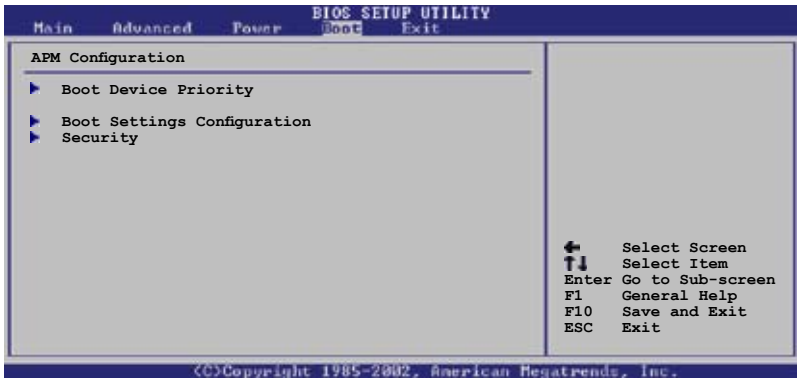 BIOS SETUP UTILITY
Main Advanced Power Boot Exit
APM Configuration
Boot Device Priority
Boot Settings Configuration
Security
← Select Screen
↑↓ Select Item
Enter Go to Sub-screen
F1 General Help
F10 Save and Exit
ESC Exit
(C)Copyright 1985-2002, American Megatrends, Inc.